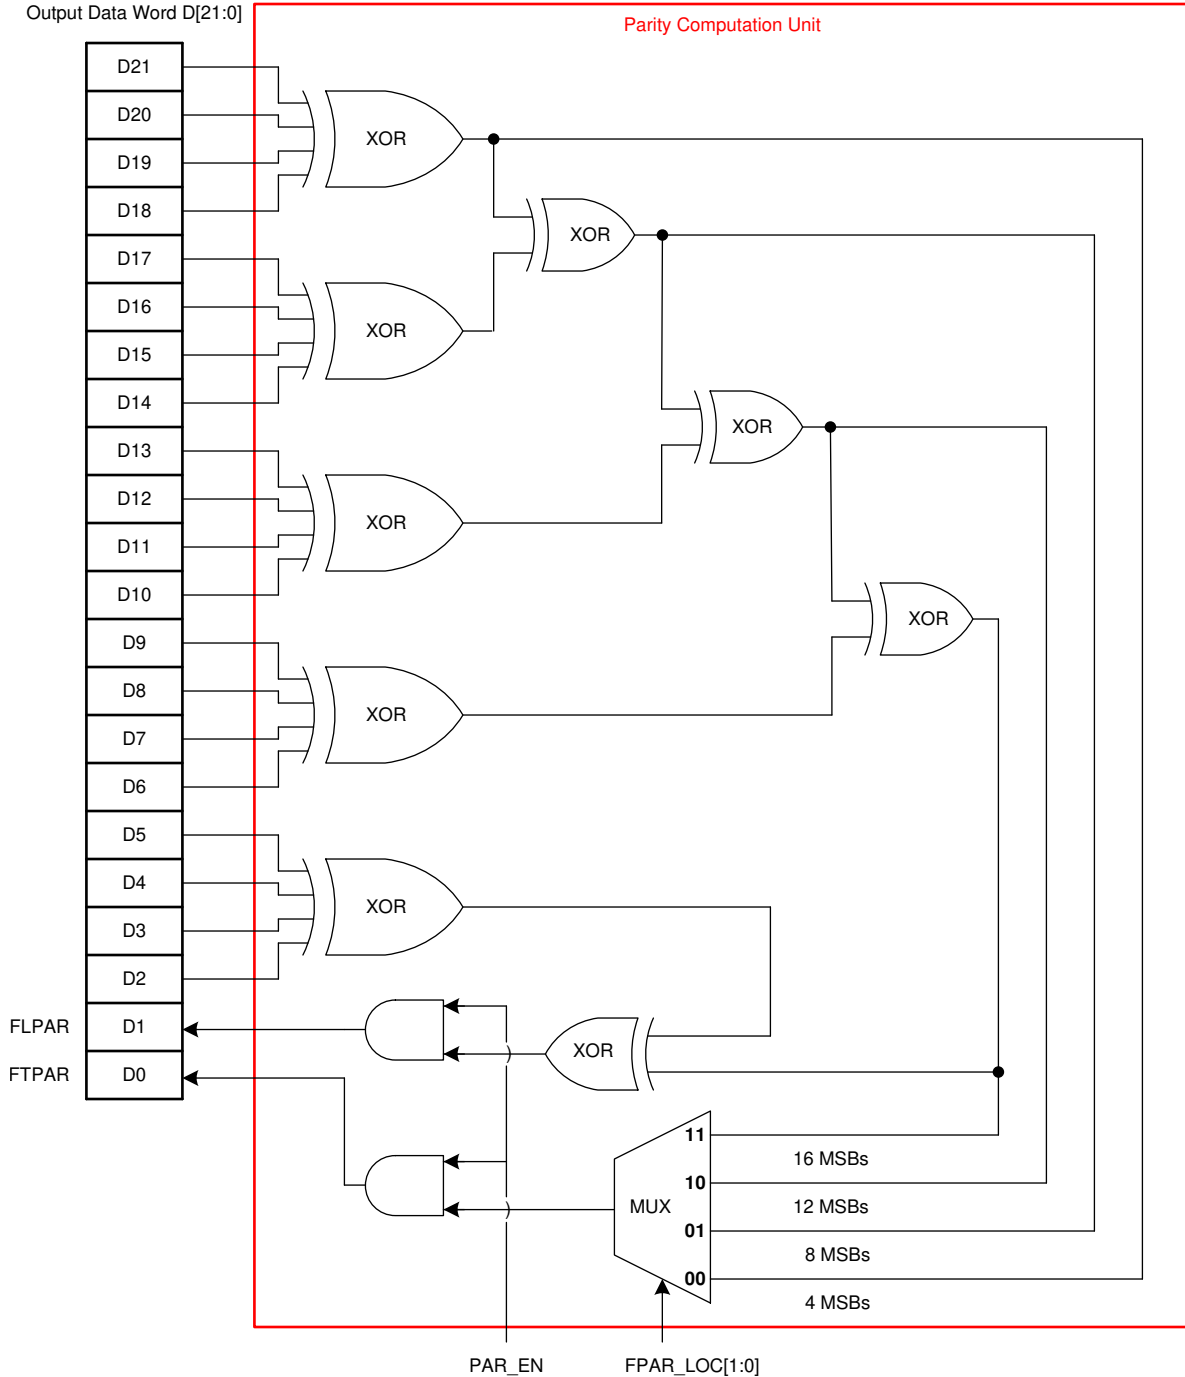 Output Data Word D[21:0]
Parity Computation Unit
D21
D20
XOR
D19
D18
XOR
D17
D16
XOR
D15
D14
D13
XOR
D12
XOR
D11
D10
D9
XOR
D8
XOR
D7
D6
D5
D4
XOR
D3
D2
FLPAR
D1
XOR
FTPAR
D0
11
16 MSBs
10
MUX
12 MSBs
01
8 MSBs
00
4 MSBs
PAR_EN
FPAR_LOC[1:0]